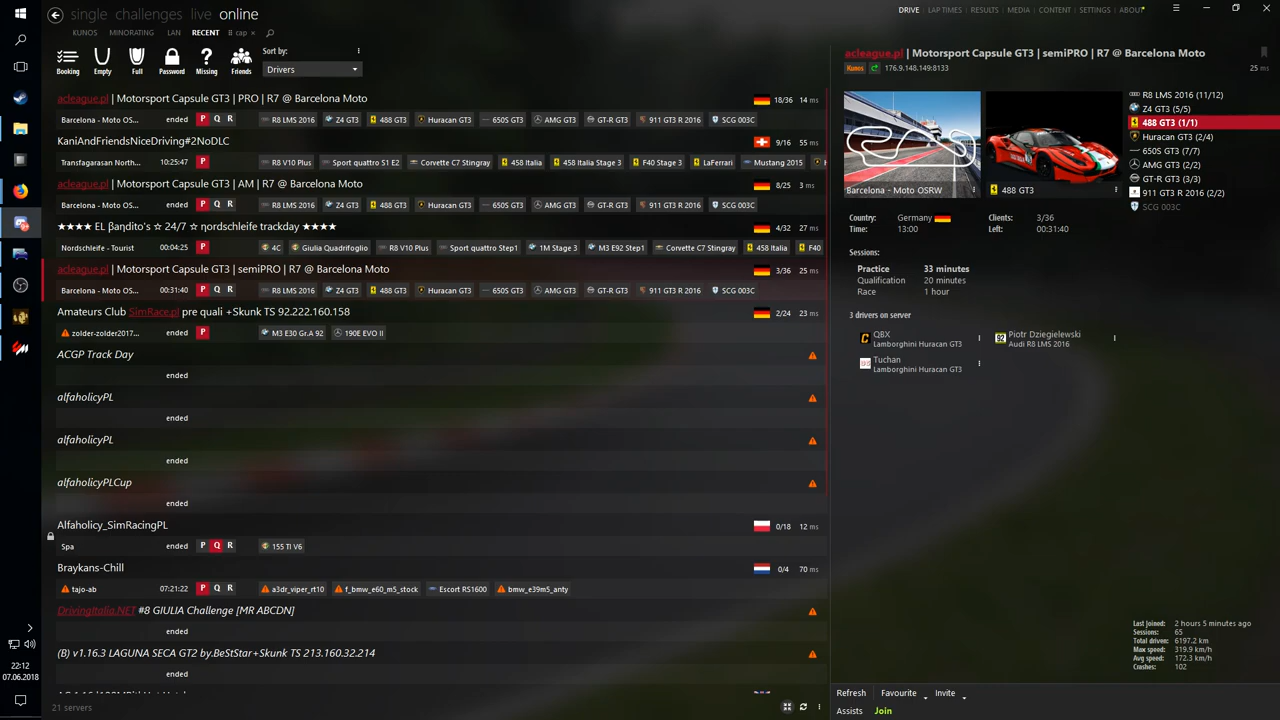 single challenges live online
DRIVE LAP TIMES RESULTS MEDIA CONTENT SETTINGS ABOUT
KUNOS MINORATING LAN RECENT cap
Booking Empty Full Password Missing Friends
Sort by:
Drivers
acleague.pl | Motorsport Capsule GT3 | PRO | R7 @ Barcelona Moto 18/36 14 ms
Barcelona - Moto OS... ended P Q R R8 LMS 2016 Z4 GT3 488 GT3 Huracan GT3 650S GT3 AMG GT3 GT-R GT3 911 GT3 R 2016 SCG 003C
KaniAndFriendsNiceDriving#2NoDLC 9/16 55 ms
Transfagarasan North... 10:25:47 P R8 V10 Plus Sport quattro S1 E2 Corvette C7 Stingray 458 Italia 458 Italia Stage 3 F40 Stage 3 LaFerrari Mustang 2015
acleague.pl | Motorsport Capsule GT3 | AM | R7 @ Barcelona Moto 8/25 3 ms
Barcelona - Moto OS... ended P Q R R8 LMS 2016 Z4 GT3 488 GT3 Huracan GT3 650S GT3 AMG GT3 GT-R GT3 911 GT3 R 2016 SCG 003C
★★★★ EL βaɳdito's ☆ 24/7 ☆ ηordschleife trackday ★★★★ 4/32 27 ms
Nordschleife - Tourist 00:04:25 P 4C Giulia Quadrifoglio R8 V10 Plus Sport quattro Step1 1M Stage 3 M3 E92 Step1 Corvette C7 Stingray 458 Italia F40
acleague.pl | Motorsport Capsule GT3 | semiPRO | R7 @ Barcelona Moto 3/36 25 ms
Barcelona - Moto OS... 00:31:40 P Q R R8 LMS 2016 Z4 GT3 488 GT3 Huracan GT3 650S GT3 AMG GT3 GT-R GT3 911 GT3 R 2016 SCG 003C
Amateurs Club SimRace.pl pre quali +Skunk TS 92.222.160.158 2/24 23 ms
zolder-zolder2017... ended P M3 E30 Gr.A 92 190E EVO II
ACGP Track Day
ended
alfaholicyPL
ended
alfaholicyPL
ended
alfaholicyPLCup
ended
Alfaholicy_SimRacingPL 0/18 12 ms
Spa ended P Q R 155 TI V6
Braykans-Chill 0/4 70 ms
tajo-ab 07:21:22 P Q R a3dr_viper_rt10 f_bmw_e60_m5_stock Escort RS1600 bmw_e39m5_anty
DrivingItalia.NET #8 GIULIA Challenge [MR ABCDN]
ended
(B) v1.16.3 LAGUNA SECA GT2 by.BeStStar+Skunk TS 213.160.32.214
ended
21 servers
22:12
07.06.2018
acleague.pl | Motorsport Capsule GT3 | semiPRO | R7 @ Barcelona Moto
Kunos 176.9.148.149:8133 25 ms
Barcelona - Moto OSRW
488 GT3
R8 LMS 2016 (11/12)
Z4 GT3 (5/5)
488 GT3 (1/1)
Huracan GT3 (2/4)
650S GT3 (7/7)
AMG GT3 (2/2)
GT-R GT3 (3/3)
911 GT3 R 2016 (2/2)
SCG 003C
Country: Germany Clients: 3/36
Time: 13:00 Left: 00:31:40
Sessions:
Practice 33 minutes
Qualification 20 minutes
Race 1 hour
3 drivers on server
QBX
Lamborghini Huracan GT3
92 Piotr Dziegielewski
Audi R8 LMS 2016
Tuchan
Lamborghini Huracan GT3
Last joined: 2 hours 5 minutes ago
Sessions: 65
Total driven: 6197.2 km
Max speed: 319.9 km/h
Avg speed: 172.3 km/h
Crashes: 102
Refresh Favourite Invite
Assists Join